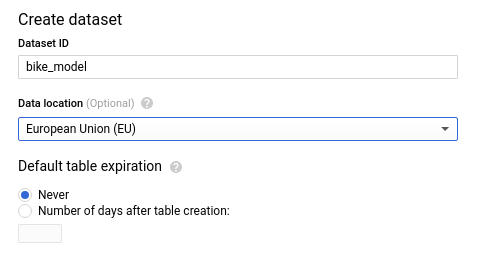 Create dataset
Dataset ID
bike_model
Data location (Optional) ?
European Union (EU)
Default table expiration ?
Never
Number of days after table creation: